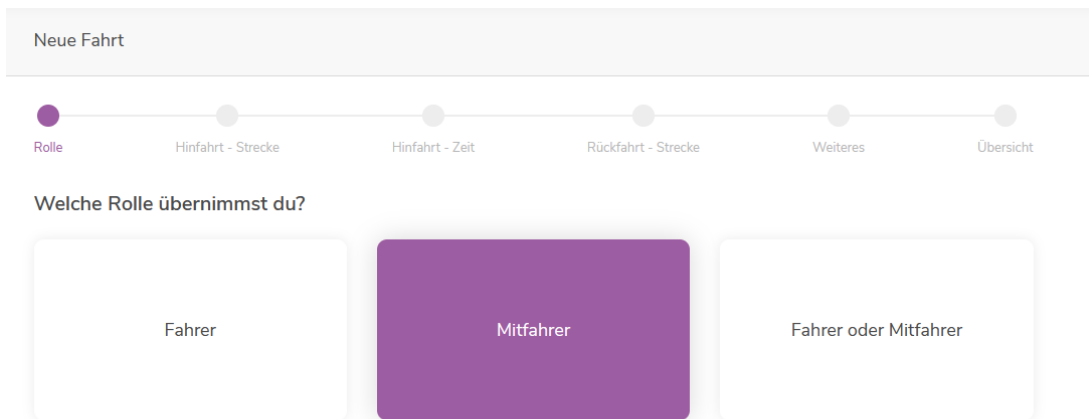 Neue Fahrt
Rolle Hinfahrt - Strecke Hinfahrt - Zeit Rückfahrt - Strecke Weiteres Übersicht
Welche Rolle übernimmst du?
Fahrer Mitfahrer Fahrer oder Mitfahrer